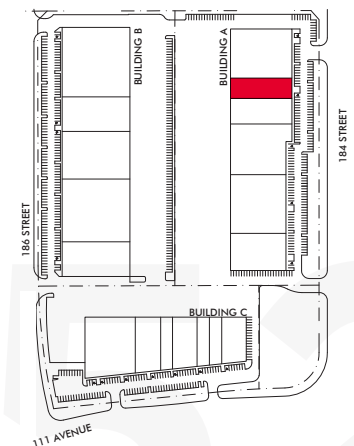 BUILDING B
BUILDING A
184 STREET
186 STREET
BUILDING C
111 AVENUE